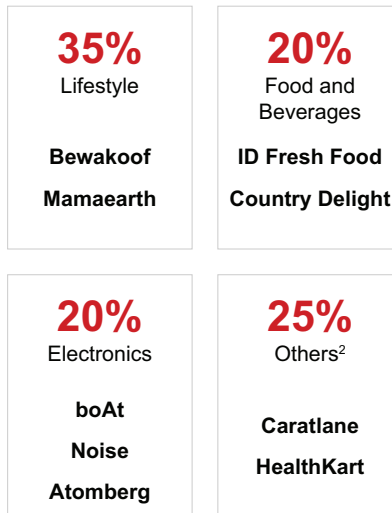 35%
Lifestyle
Bewakoof
Mamaearth
20%
Food and
Beverages
ID Fresh Food
Country Delight
20%
Electronics
boAt
Noise
Atomberg
25%
Others²
Caratlane
HealthKart